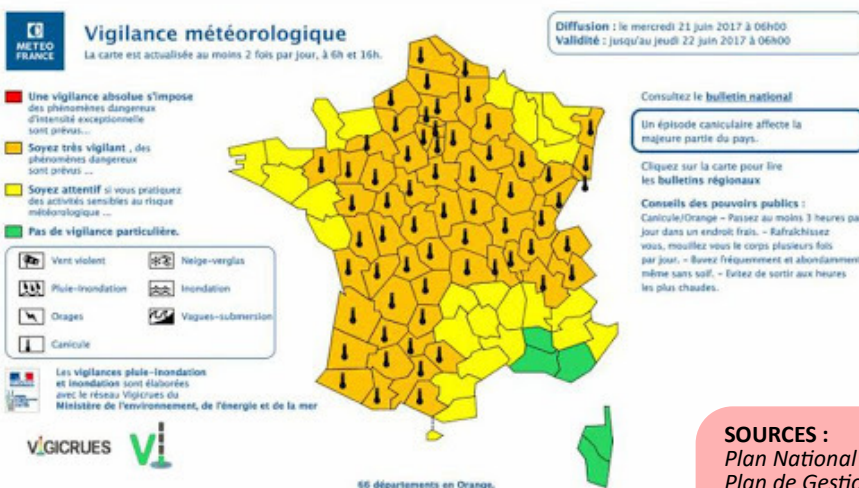 METEO
FRANCE
Vigilance météorologique
La carte est actualisée au moins 2 fois par jour, à 6h et 16h.
Diffusion : le mercredi 21 juin 2017 à 06h00
Validité : jusqu'au jeudi 22 juin 2017 à 06h00
Une vigilance absolue s'impose
des phénomènes dangereux
d'intensité exceptionnelle
sont prévus...
Soyez très vigilant , des
phénomènes dangereux
sont prévus ...
Soyez attentif si vous pratiquez
des activités sensibles au risque
météorologique ...
Pas de vigilance particulière.
Vent violent
Neige-verglas
Pluie-Inondation
Inondation
Orages
Vagues-submersion
Canicule
Les vigilances pluie-inondation
et inondation sont élaborées
avec le réseau Vigicrues du
Ministère de l'environnement, de l'énergie et de la mer
VIGICRUES
Consultez le bulletin national
Un épisode caniculaire affecte la
majeure partie du pays.
Cliquez sur la carte pour lire
les bulletins régionaux
Conseils des pouvoirs publics :
Canicule/Orange – Passez au moins 3 heures pa
jour dans un endroit frais. – Rafraîchissez
vous, mouillez vous le corps plusieurs fois
par jour. – Buvez fréquemment et abondamment
même sans soif. – Evitez de sortir aux heures
les plus chaudes.
66 départements en Orange.
SOURCES :
Plan National
Plan de Gestio